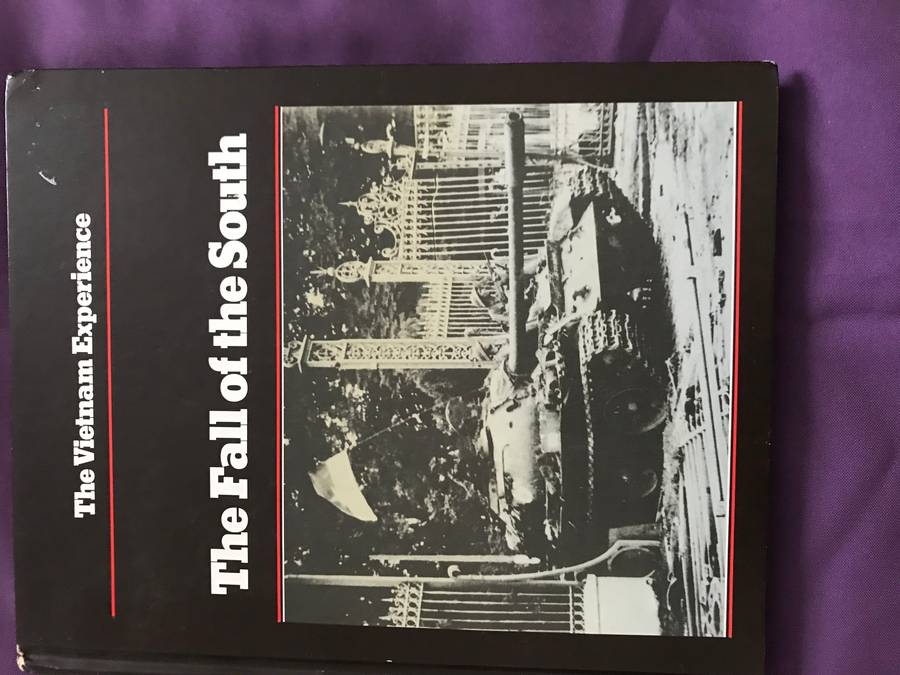 The Vietnam Experience
The Fall of the South